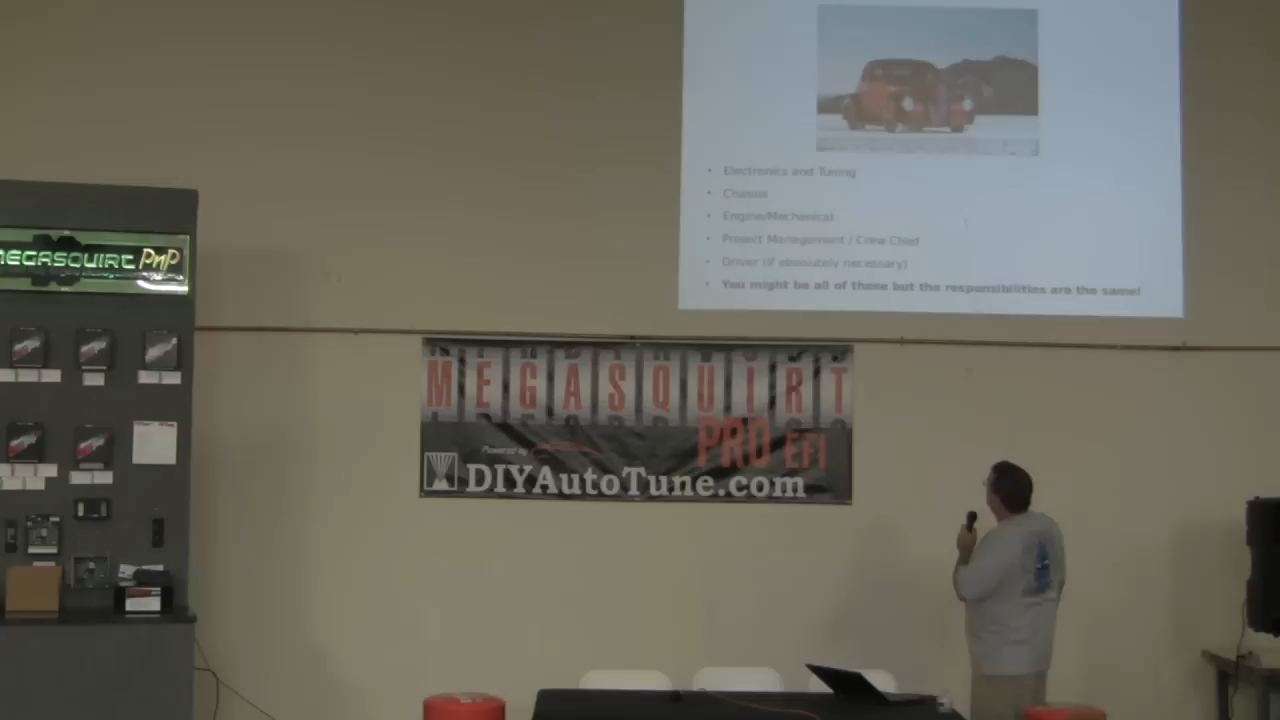 Electronics and Tuning
Chassis
Engine/Mechanical
Project Management / Crew Chief
Driver (if absolutely necessary)
You might be all of these but the responsibilities are the same!
MEGASQUIRT PnP
MEGASQUIRT
PRO EFI
Powered by
DIYAutoTune.com